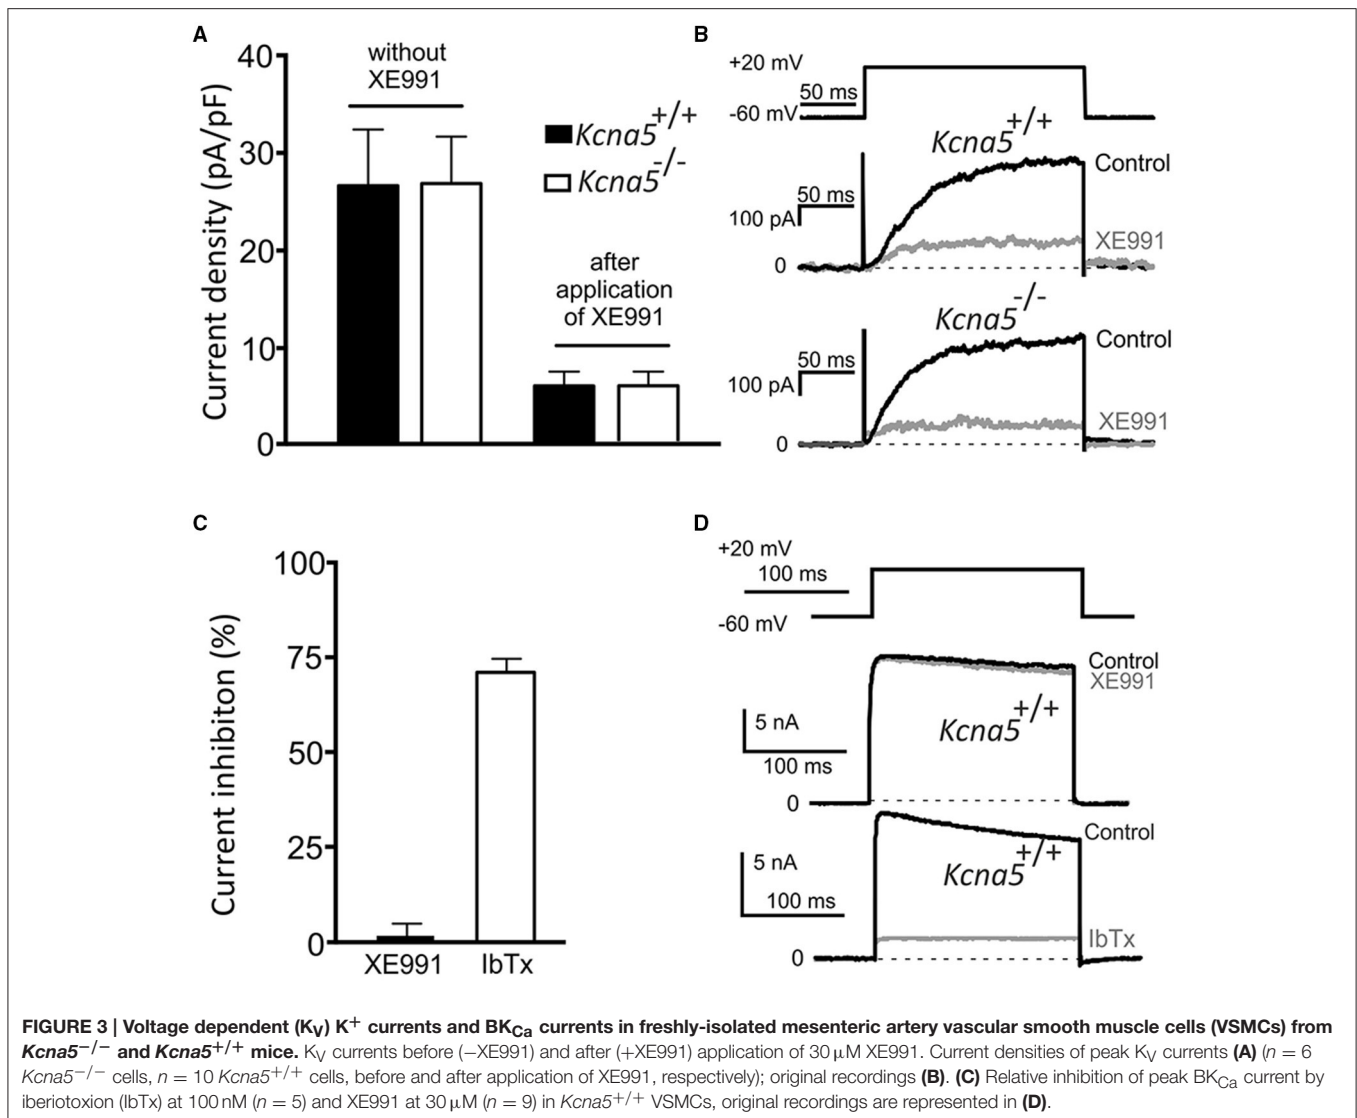 A
40
30
20
10
0
Current density (pA/pF)
without
XE991
Kcna5+/+
Kcna5-/-
after
application
of XE991
B
+20 mV
50 ms
-60 mV
Kcna5+/+
Control
50 ms
100 pA
XE991
0
Kcna5-/-
Control
50 ms
100 pA
XE991
0
C
100
75
50
25
0
Current inhibiton (%)
XE991
IbTx
D
+20 mV
100 ms
-60 mV
Control
XE991
Kcna5+/+
5 nA
100 ms
0
Control
Kcna5+/+
5 nA
100 ms
IbTx
0
FIGURE 3 | Voltage dependent (KV) K+ currents and BKCa currents in freshly-isolated mesenteric artery vascular smooth muscle cells (VSMCs) from
Kcna5−/− and Kcna5+/+ mice. KV currents before (−XE991) and after (+XE991) application of 30 μM XE991. Current densities of peak KV currents (A) (n = 6
Kcna5−/− cells, n = 10 Kcna5+/+ cells, before and after application of XE991, respectively); original recordings (B). (C) Relative inhibition of peak BKCa current by
iberiotoxion (IbTx) at 100 nM (n = 5) and XE991 at 30 μM (n = 9) in Kcna5+/+ VSMCs, original recordings are represented in (D).